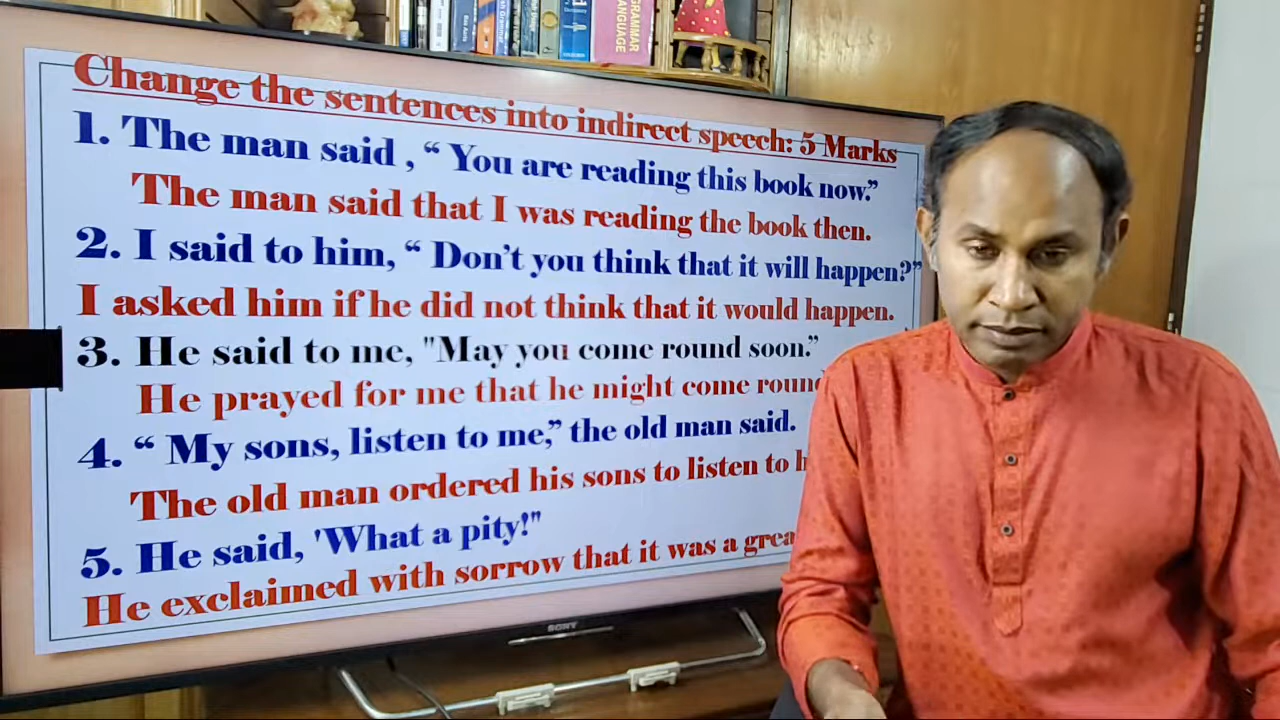 GRAMMAR
LANGUAGE
Change the sentences into indirect speech: 5 Marks
1. The man said , “ You are reading this book now.”
The man said that I was reading the book then.
2. I said to him, “ Don’t you think that it will happen?”
I asked him if he did not think that it would happen.
3. He said to me, "May you come round soon.”
He prayed for me that he might come round
4. “ My sons, listen to me,” the old man said.
The old man ordered his sons to listen to h
5. He said, 'What a pity!"
He exclaimed with sorrow that it was a grea
SONY